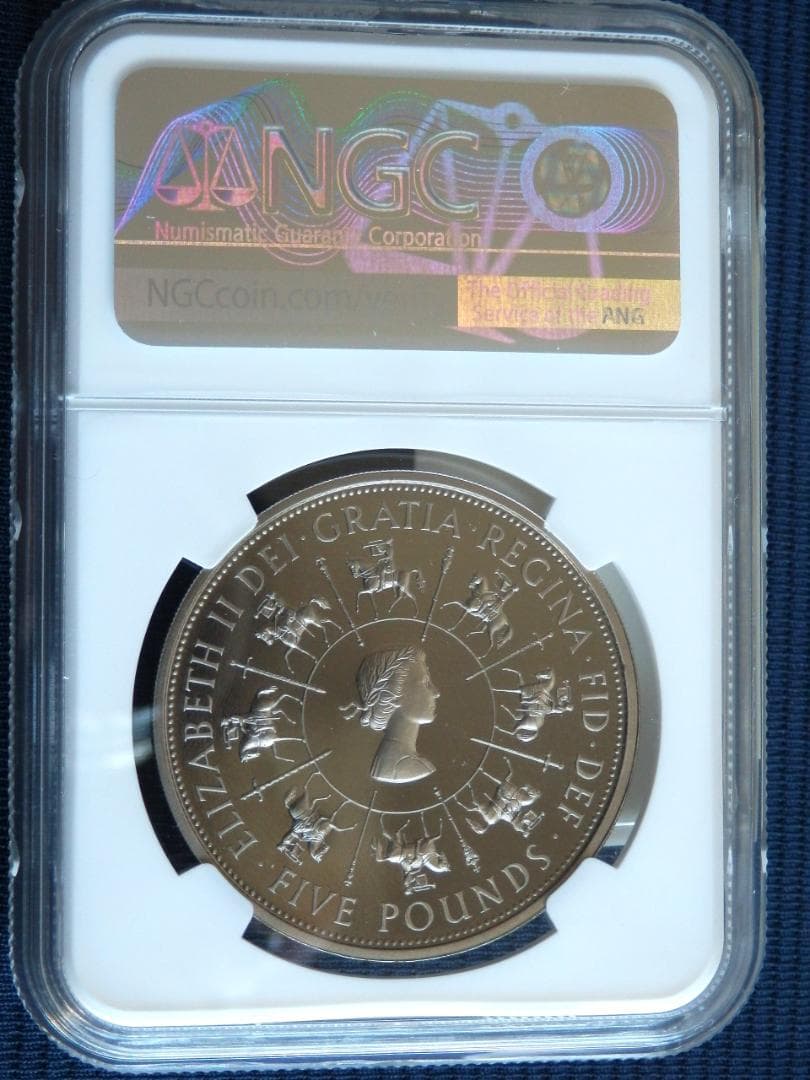 NGC
Numismatic Guaranty Corporation
NGCcoin.com/
The Official Grading
Service of the ANG
ELIZABETH II DEI · GRATIA · REGINA · FID · DEF ·
FIVE POUNDS ·